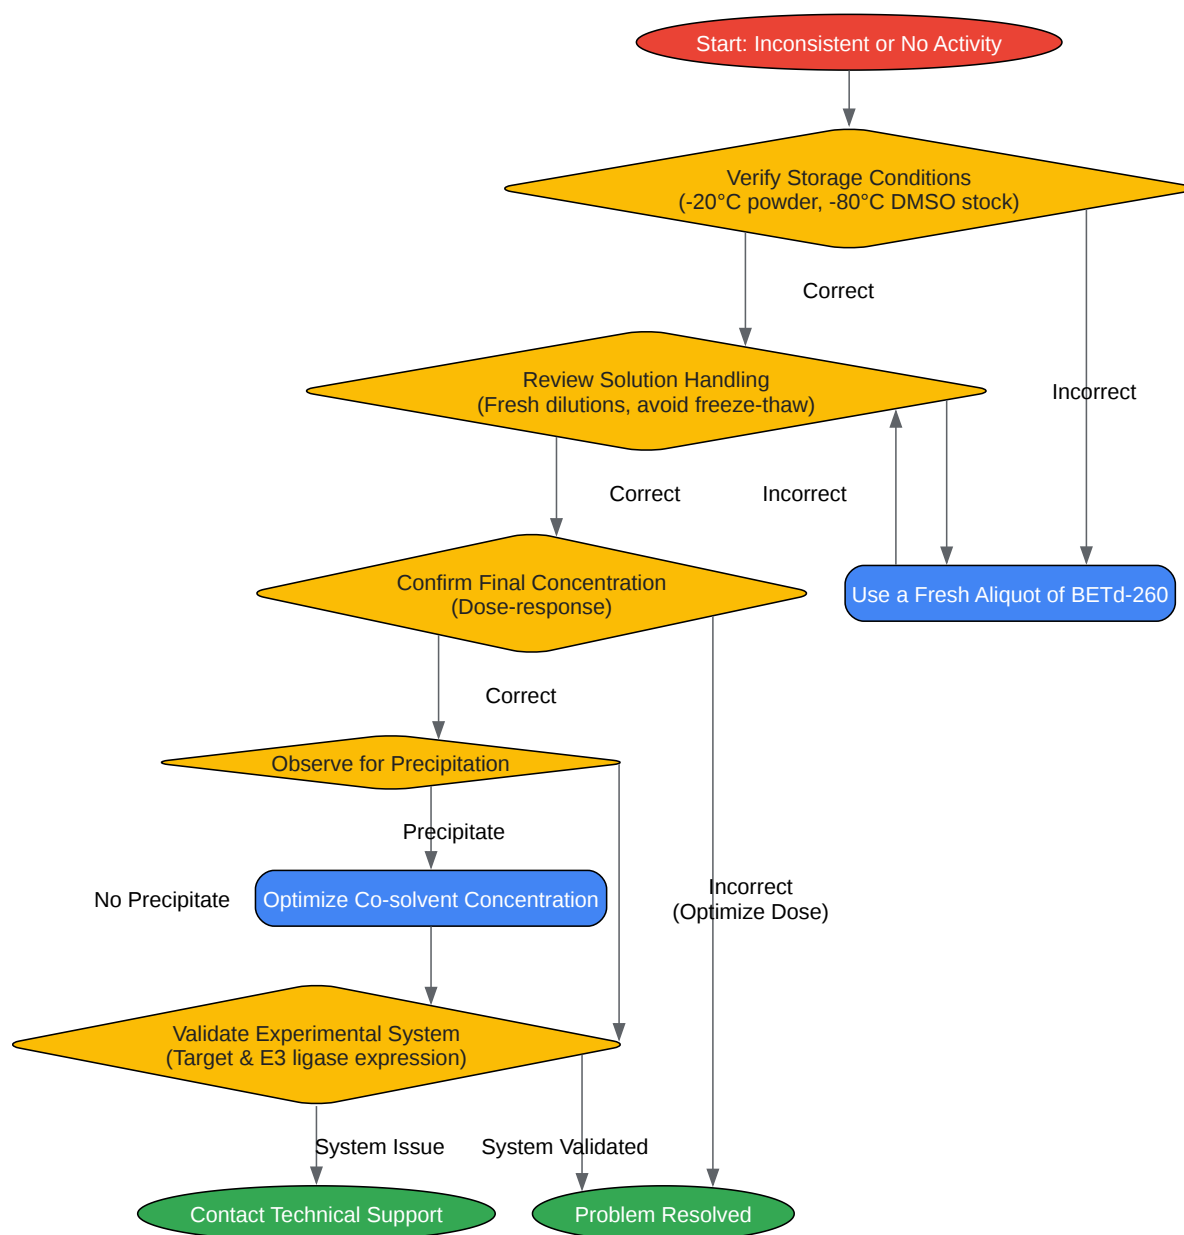 Start: Inconsistent or No Activity
Verify Storage Conditions
(-20°C powder, -80°C DMSO stock)
Correct
Review Solution Handling
(Fresh dilutions, avoid freeze-thaw)
Incorrect
Correct
Incorrect
Confirm Final Concentration
(Dose-response)
Use a Fresh Aliquot of BETd-260
Correct
Observe for Precipitation
Precipitate
No Precipitate
Optimize Co-solvent Concentration
Incorrect
(Optimize Dose)
Validate Experimental System
(Target & E3 ligase expression)
System Issue
System Validated
Contact Technical Support
Problem Resolved